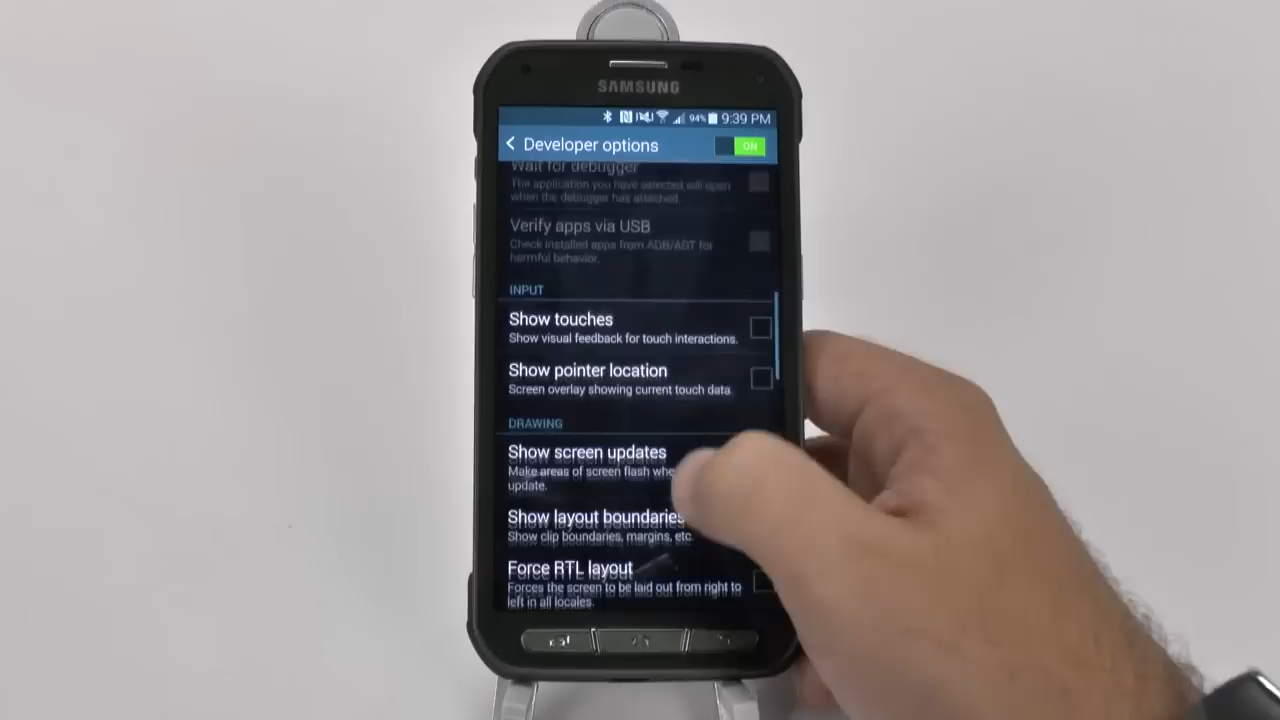 SAMSUNG
94% 9:39 PM
Developer options
ON
Wait for debugger
The application you have selected will open
when the debugger has attached.
Verify apps via USB
Check installed apps from ADB/ADT for
harmful behavior.
INPUT
Show touches
Show visual feedback for touch interactions.
Show pointer location
Screen overlay showing current touch data.
DRAWING
Show screen updates
Make areas of screen flash whe
update.
Show layout boundaries
Show clip boundaries, margins, etc
Force RTL layout
Forces the screen to be laid out from right to
left in all locales.